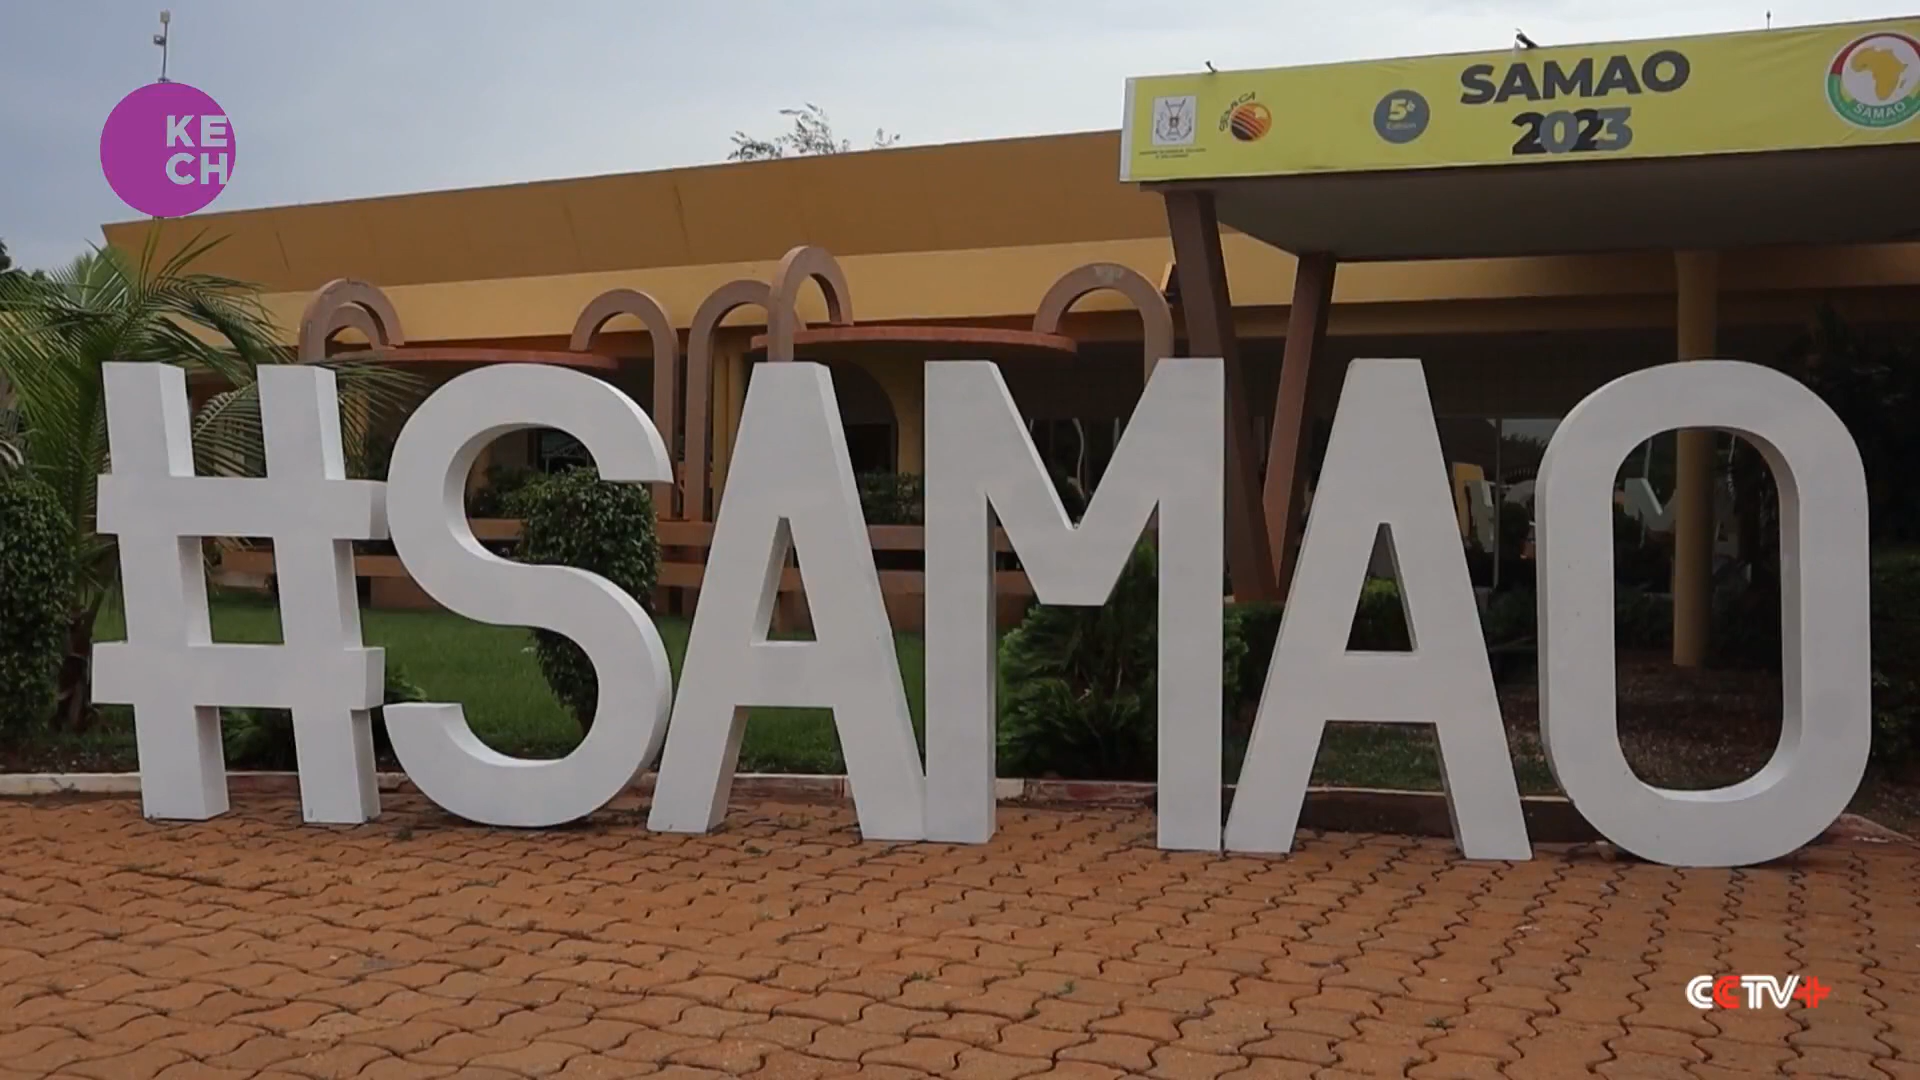 KE
CH
SAMAO
2023
5e
Edition
SAMAO
#SAMAO
CCTV+